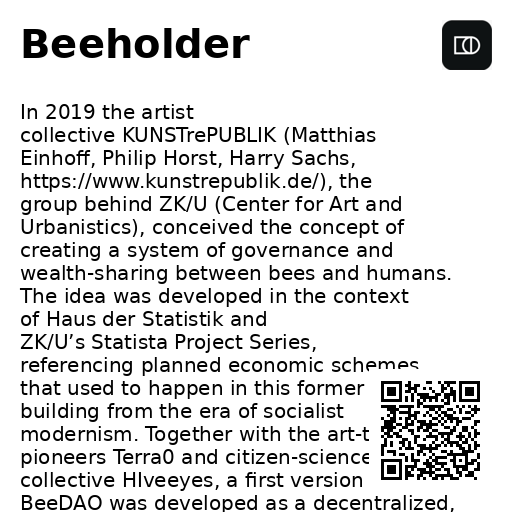 Beeholder
In 2019 the artist
collective KUNSTrePUBLIK (Matthias
Einhoff, Philip Horst, Harry Sachs,
https://www.kunstrepublik.de/), the
group behind ZK/U (Center for Art and
Urbanistics), conceived the concept of
creating a system of governance and
wealth-sharing between bees and humans.
The idea was developed in the context
of Haus der Statistik and
ZK/U’s Statista Project Series,
referencing planned economic schemes
that used to happen in this former
building from the era of socialist
modernism. Together with the art-t
pioneers Terra0 and citizen-science
collective HIveeyes, a first version
BeeDAO was developed as a decentralized,